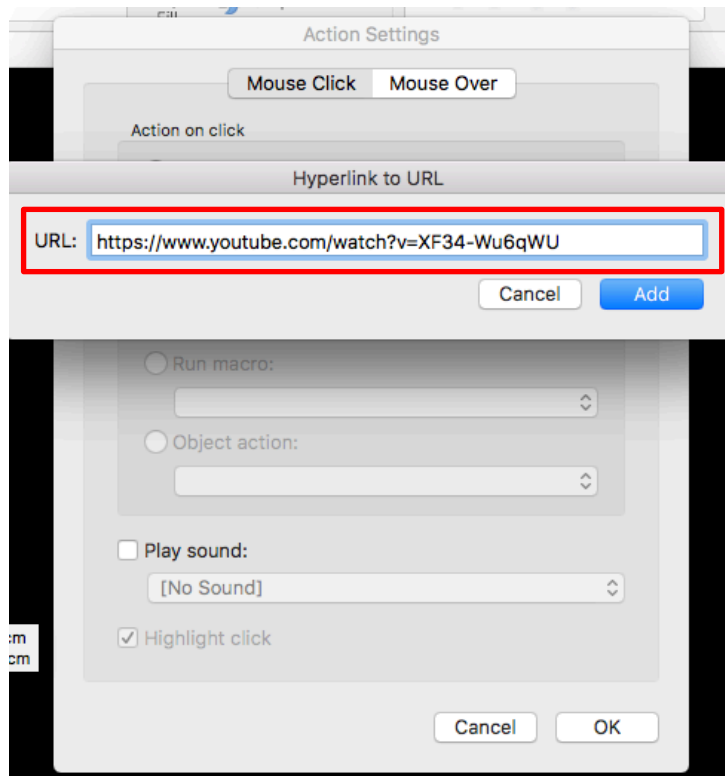 Fill
Action Settings
Mouse Click Mouse Over
Action on click
Hyperlink to URL
URL: https://www.youtube.com/watch?v=XF34-Wu6qWU
Cancel Add
Run macro:
Object action:
Play sound:
[No Sound]
cm
Highlight click
cm
Cancel OK